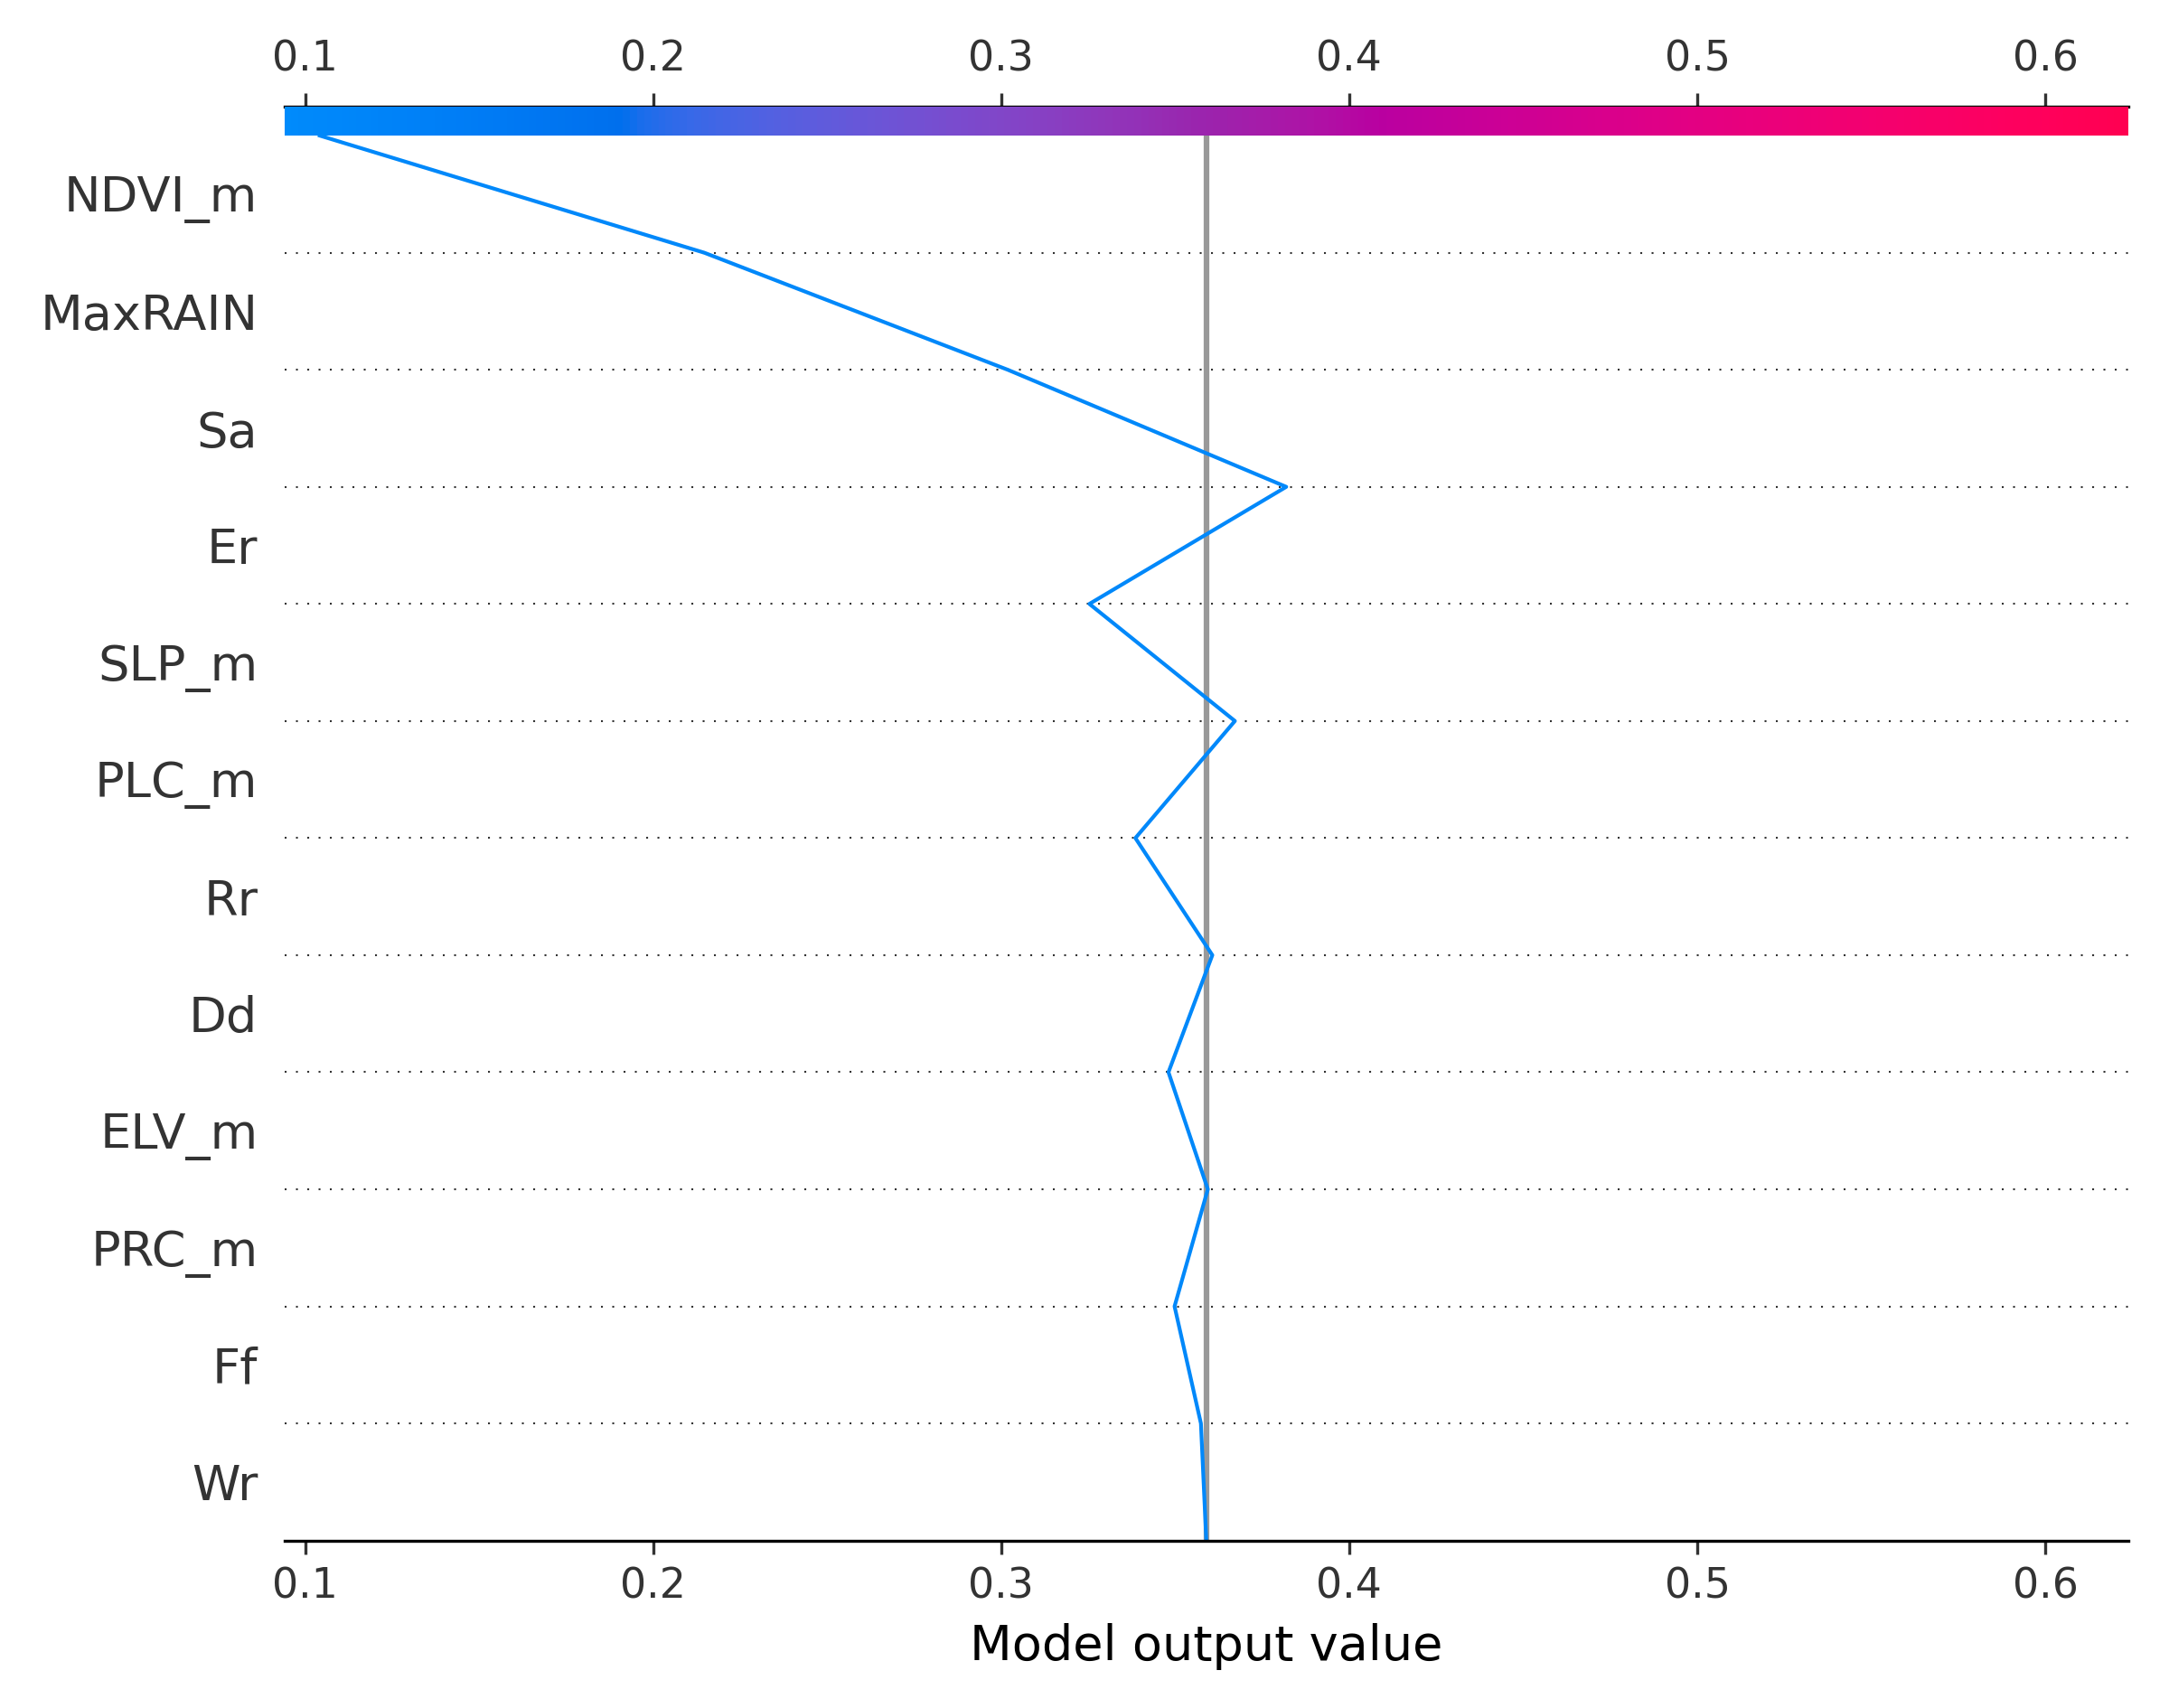 0.1 0.2 0.3 0.4 0.5 0.6
NDVI_m
MaxRAIN
Sa
Er
SLP_m
PLC_m
Rr
Dd
ELV_m
PRC_m
Ff
Wr
0.1 0.2 0.3 0.4 0.5 0.6
Model output value